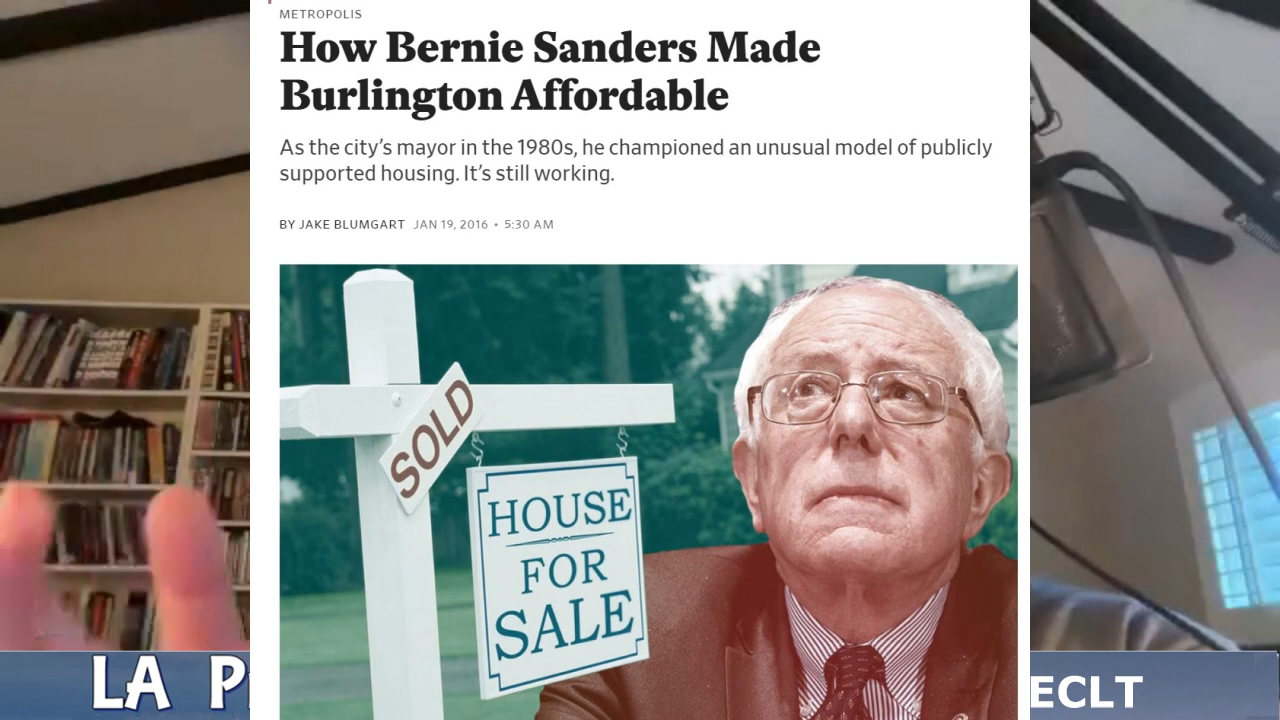 METROPOLIS
How Bernie Sanders Made
Burlington Affordable
As the city's mayor in the 1980s, he championed an unusual model of publicly
supported housing. It's still working.
BY JAKE BLUMGART JAN 19, 2016 • 5:30 AM
SOLD
HOUSE
FOR
SALE
LA P
ECLT